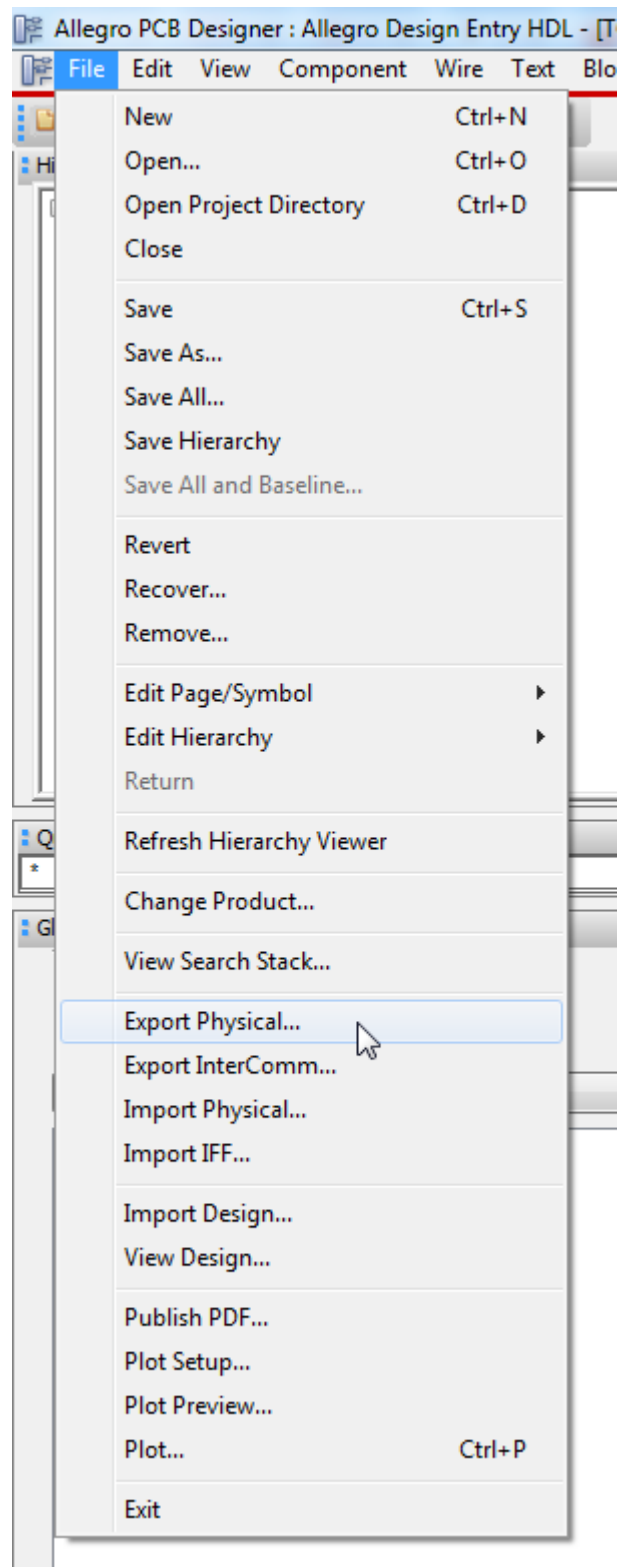 Allegro PCB Designer : Allegro Design Entry HDL - [T
File Edit View Component Wire Text Blo
New Ctrl+N
Hi
Open... Ctrl+O
Open Project Directory Ctrl+D
Close
Save Ctrl+S
Save As...
Save All...
Save Hierarchy
Save All and Baseline...
Revert
Recover...
Remove...
Edit Page/Symbol
Edit Hierarchy
Return
Q
Refresh Hierarchy Viewer
*
Change Product...
Gl
View Search Stack...
Export Physical...
Export InterComm...
Import Physical...
Import IFF...
Import Design...
View Design...
Publish PDF...
Plot Setup...
Plot Preview...
Plot... Ctrl+P
Exit